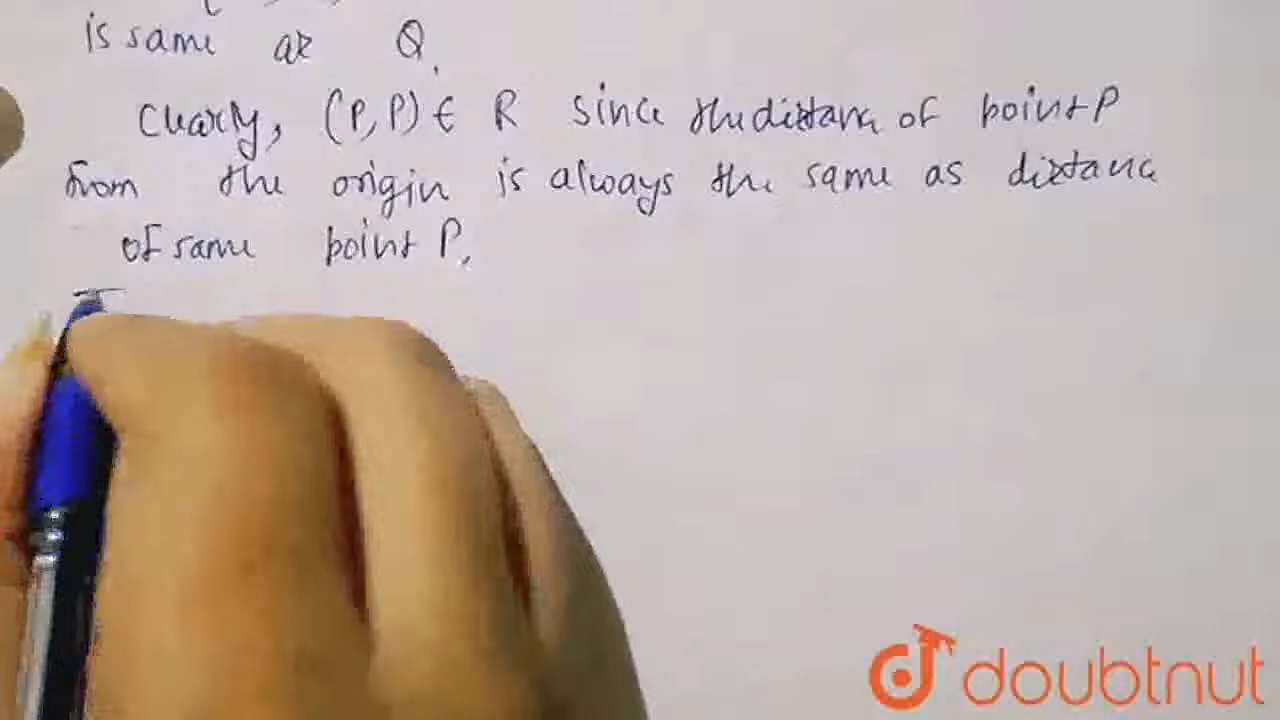 is same as Q.
Clearly, (P,P) ∈ R since the distance of point P
from the origin is always the same as distance
of same point P,
doubtnut